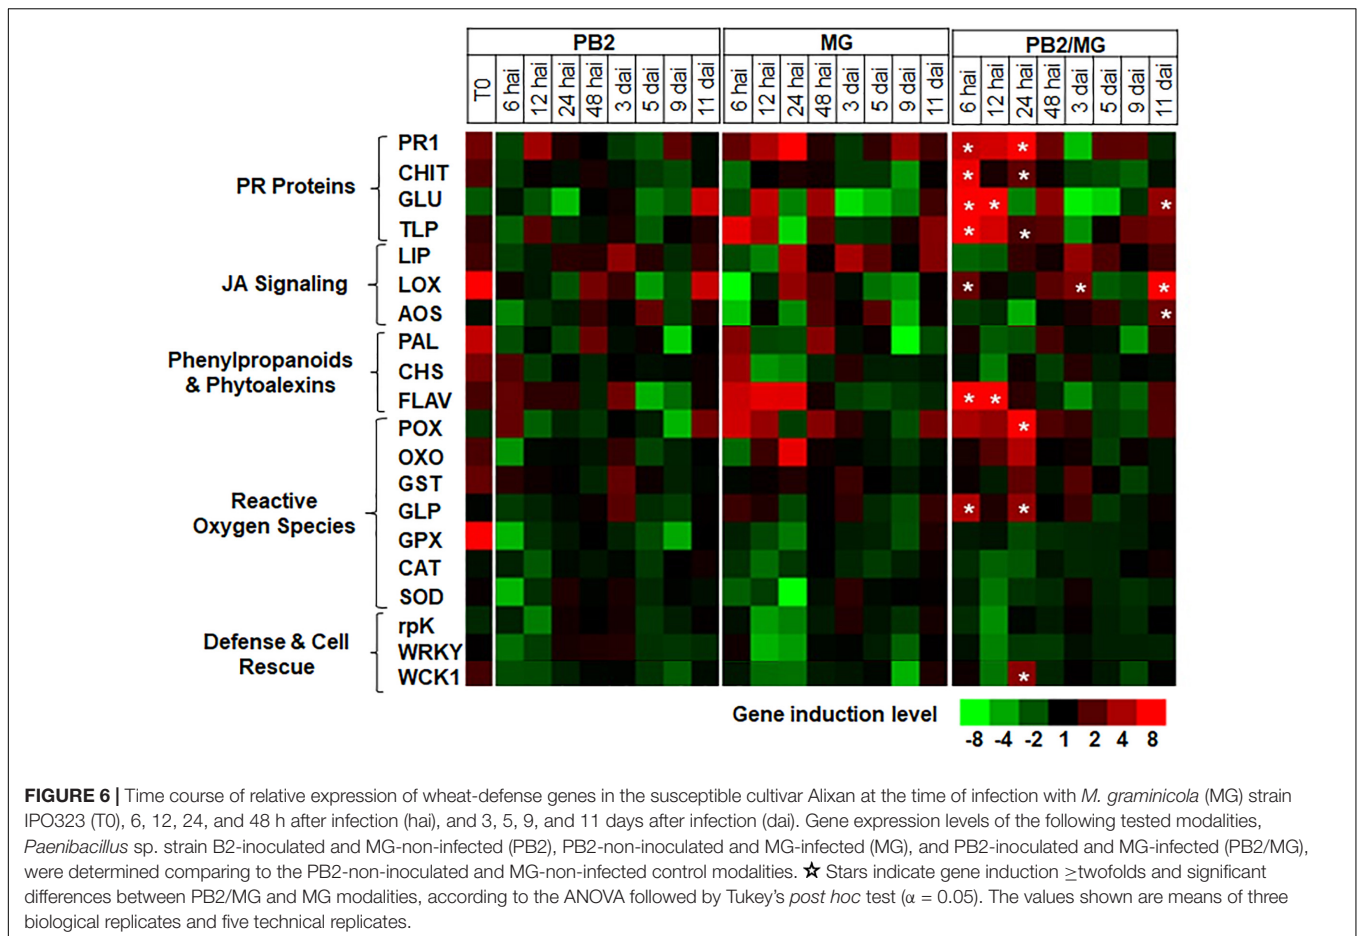 PB2 MG PB2/MG
T0 6 hai 12 hai 24 hai 48 hai 3 dai 5 dai 9 dai 11 dai 6 hai 12 hai 24 hai 48 hai 3 dai 5 dai 9 dai 11 dai 6 hai 12 hai 24 hai 48 hai 3 dai 5 dai 9 dai 11 dai
PR Proteins
PR1
CHIT
GLU
TLP
JA Signaling
LIP
LOX
AOS
Phenylpropanoids
& Phytoalexins
PAL
CHS
FLAV
Reactive
Oxygen Species
POX
OXO
GST
GLP
GPX
CAT
SOD
Defense & Cell
Rescue
rpK
WRKY
WCK1
Gene induction level
-8 -4 -2 1 2 4 8
FIGURE 6 | Time course of relative expression of wheat-defense genes in the susceptible cultivar Alixan at the time of infection with M. graminicola (MG) strain
IPO323 (T0), 6, 12, 24, and 48 h after infection (hai), and 3, 5, 9, and 11 days after infection (dai). Gene expression levels of the following tested modalities,
Paenibacillus sp. strain B2-inoculated and MG-non-infected (PB2), PB2-non-inoculated and MG-infected (MG), and PB2-inoculated and MG-infected (PB2/MG),
were determined comparing to the PB2-non-inoculated and MG-non-infected control modalities. ☆ Stars indicate gene induction ≥twofolds and significant
differences between PB2/MG and MG modalities, according to the ANOVA followed by Tukey's post hoc test (α = 0.05). The values shown are means of three
biological replicates and five technical replicates.